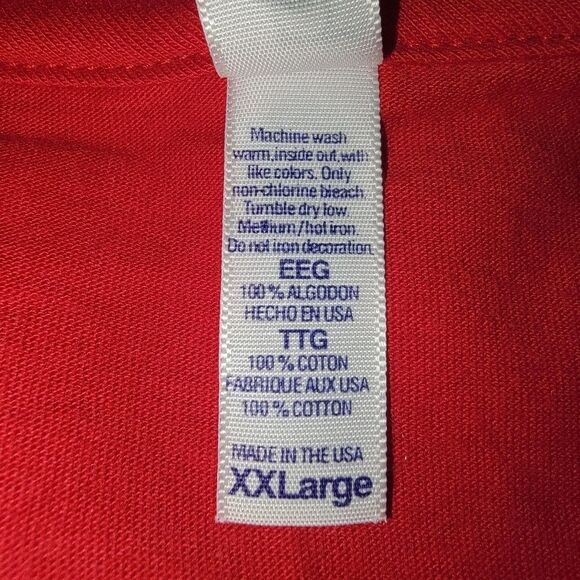 Machine wash
warm, inside out, with
like colors. Only
non-chlorine bleach.
Tumble dry low.
Medium/hot iron.
Do not iron decoration.
EEG
100% ALGODON
HECHO EN USA
TTG
100% COTON
FABRIQUE AUX USA
100% COTTON
MADE IN THE USA
XXLarge